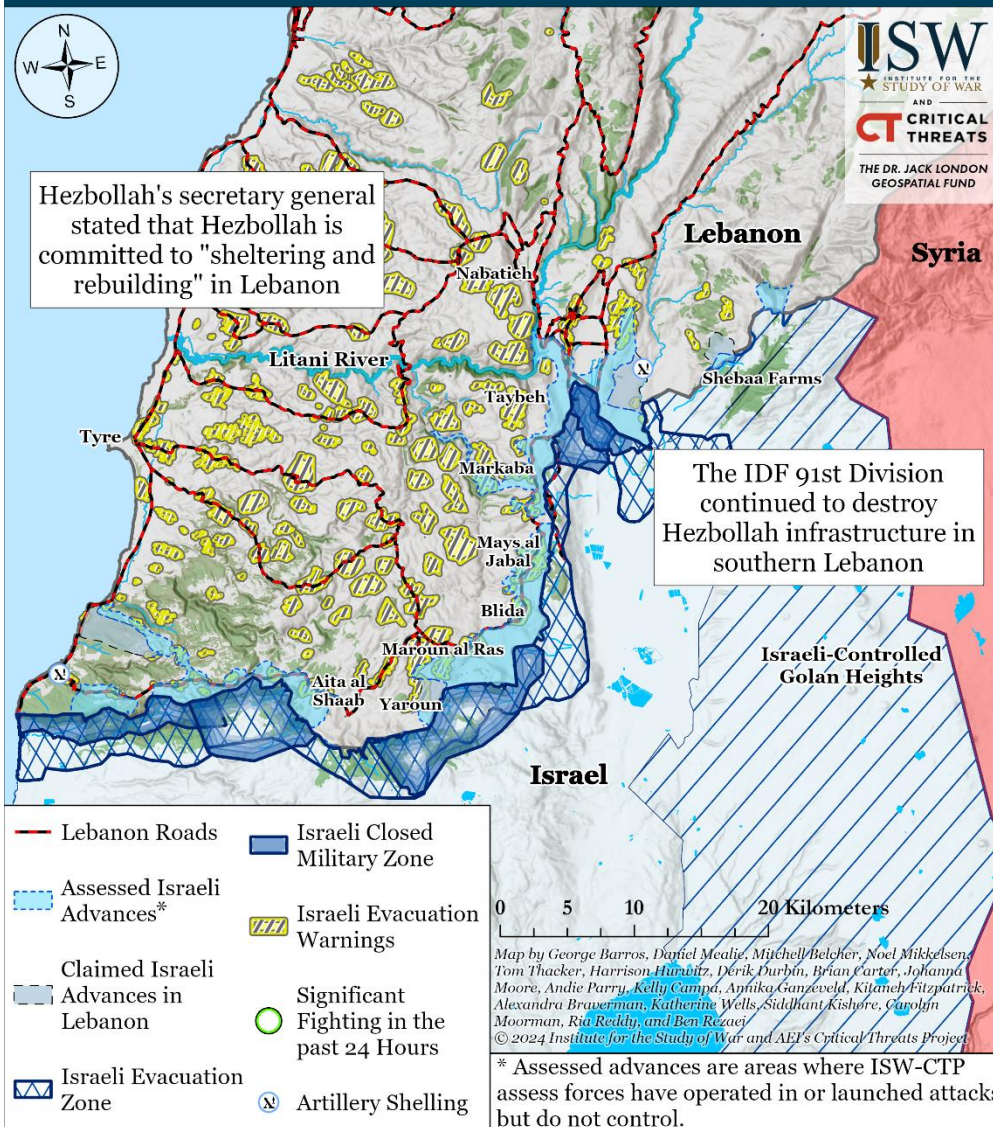 N
W E
S
ISW
INSTITUTE FOR THE
STUDY OF WAR
AND
CT CRITICAL
THREATS
THE DR. JACK LONDON
GEOSPATIAL FUND
Hezbollah's secretary general
stated that Hezbollah is
committed to "sheltering and
rebuilding" in Lebanon
Lebanon
Syria
Nabatieh
Litani River
Shebaa Farms
Taybeh
Tyre
Markaba
The IDF 91st Division
continued to destroy
Hezbollah infrastructure in
southern Lebanon
Mays al
Jabal
Blida
Maroun al Ras
Aita al
Shaab
Yaroun
Israeli-Controlled
Golan Heights
Israel
Lebanon Roads
Assessed Israeli
Advances*
Claimed Israeli
Advances in
Lebanon
Israeli Evacuation
Zone
Israeli Closed
Military Zone
Israeli Evacuation
Warnings
Significant
Fighting in the
past 24 Hours
Artillery Shelling
0 5 10 20 Kilometers
Map by George Barros, Daniel Mealie, Mitchell Belcher, Noel Mikkelsen,
Tom Thacker, Harrison Hurwitz, Derik Durbin, Brian Carter, Johanna
Moore, Andie Parry, Kelly Campa, Annika Ganzeveld, Kitaneh Fitzpatrick,
Alexandra Braverman, Katherine Wells, Siddhant Kishore, Carolyn
Moorman, Ria Reddy, and Ben Rezaei
© 2024 Institute for the Study of War and AEI's Critical Threats Project
* Assessed advances are areas where ISW-CTP
assess forces have operated in or launched attacks
but do not control.